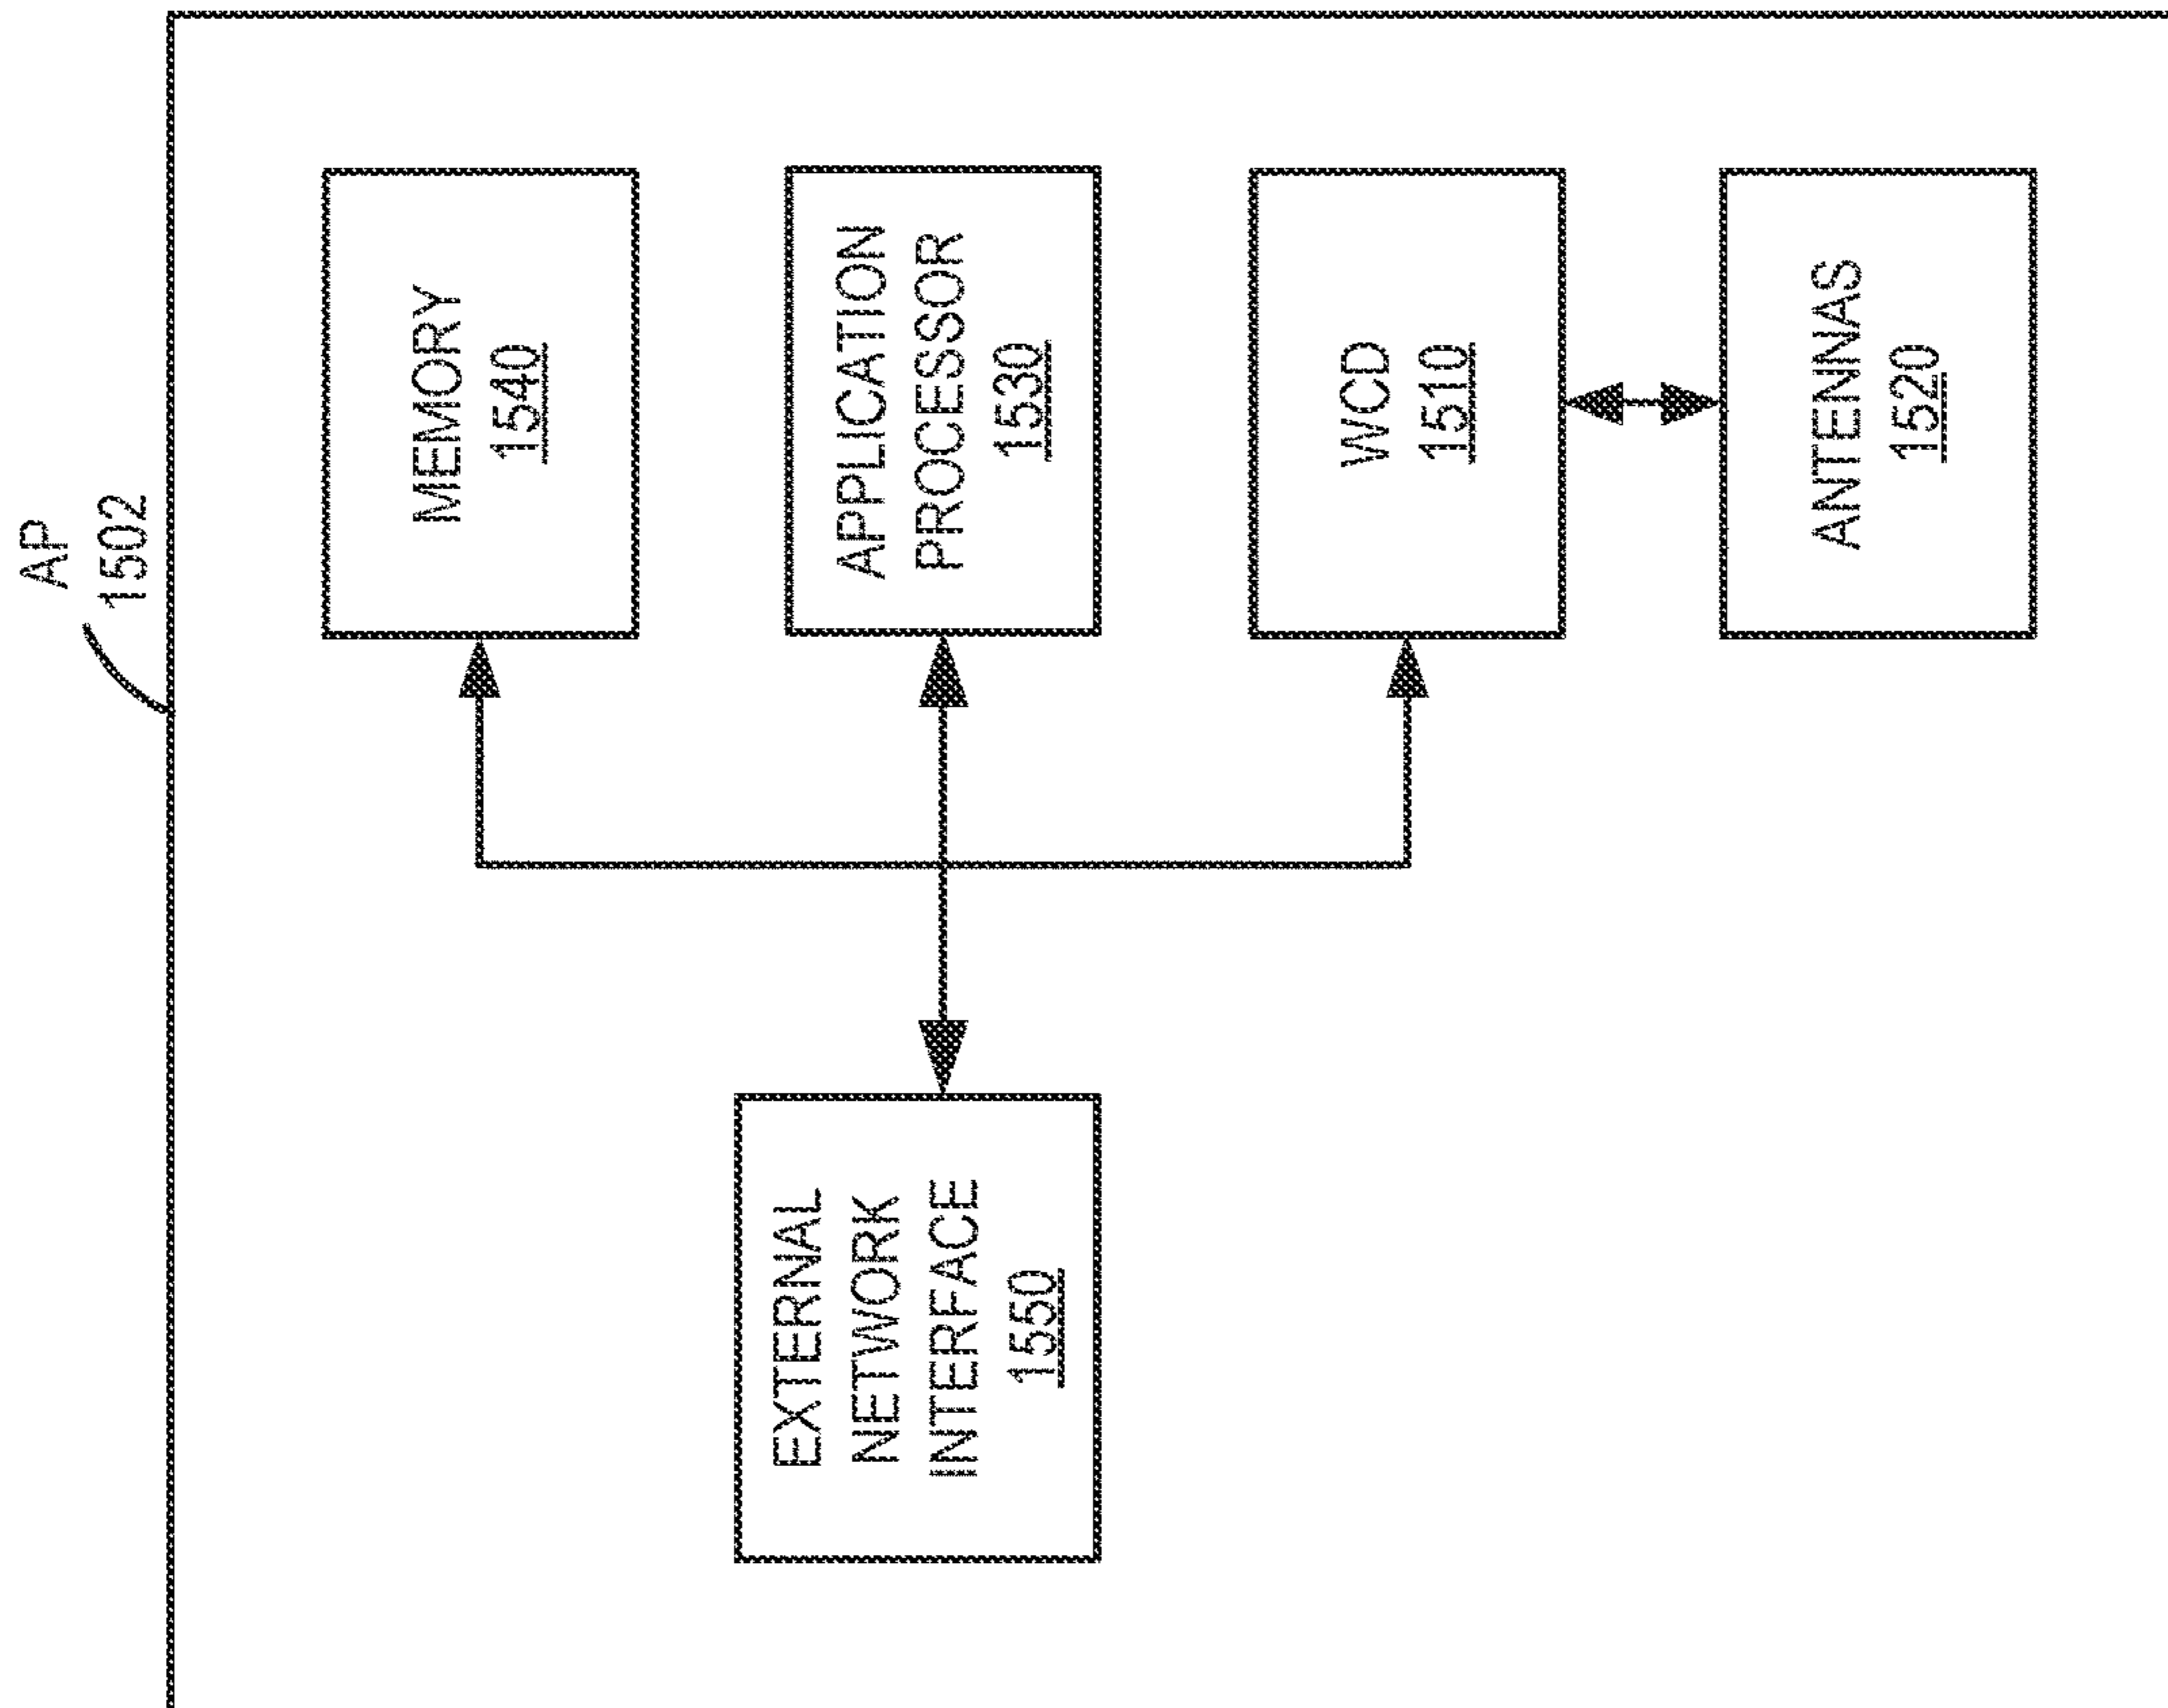 AP
1502
MEMORY
1540
APPLICATION
PROCESSOR
1530
WCD
1510
ANTENNAS
1520
EXTERNAL
NETWORK
INTERFACE
1550